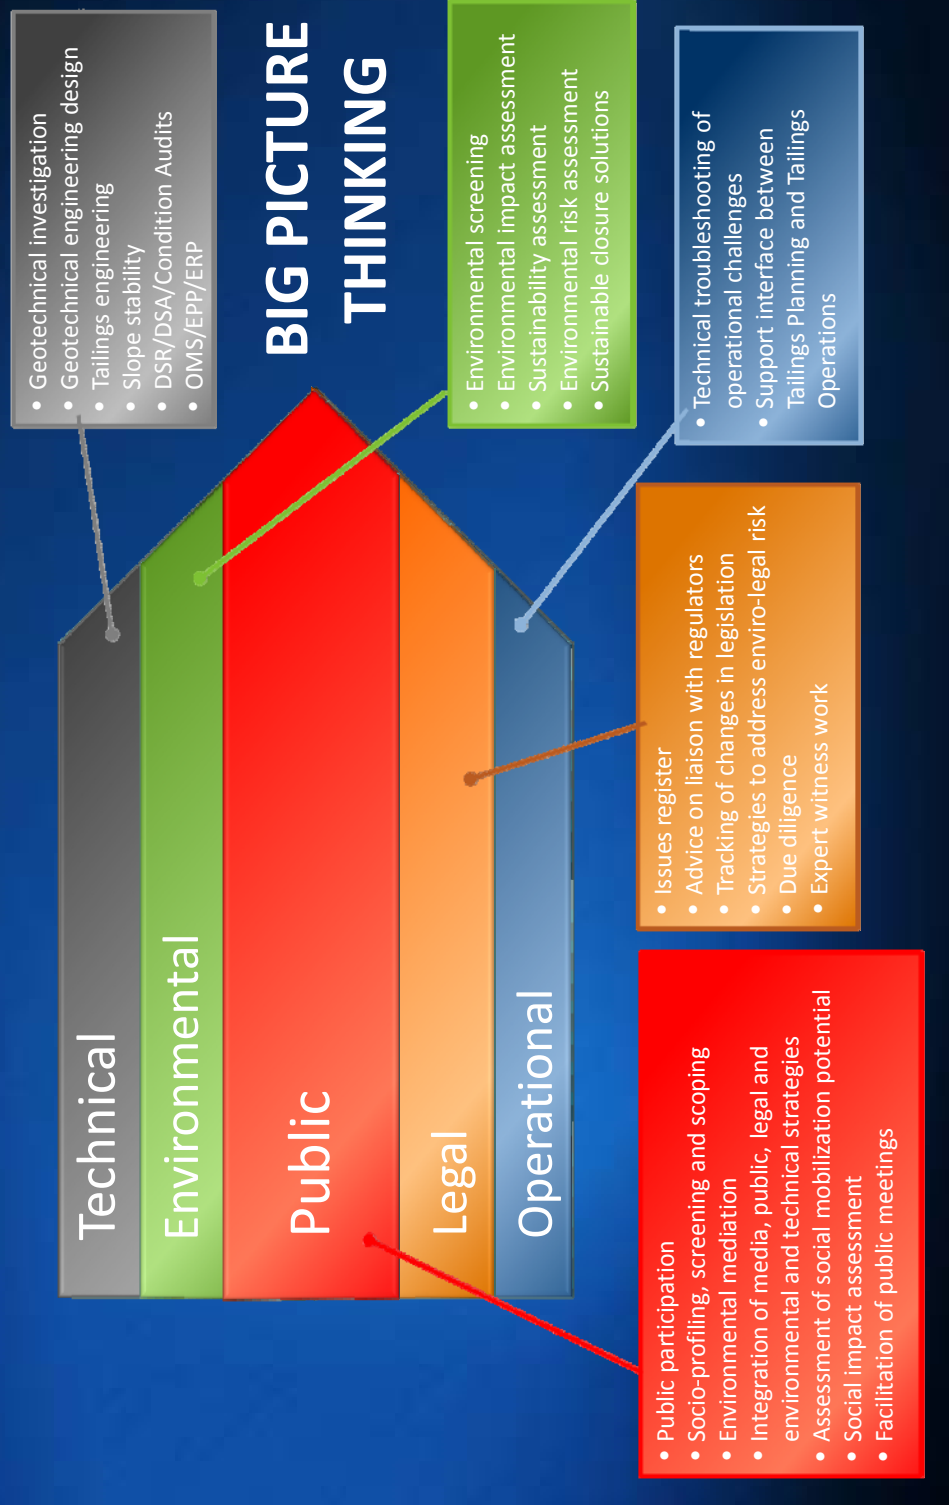 BIG PICTURE
THINKING
Technical
Environmental
Public
Legal
Operational
• Geotechnical investigation
• Geotechnical engineering design
• Tailings engineering
• Slope stability
• DSR/DSA/Condition Audits
• OMS/EPP/ERP
• Environmental screening
• Environmental impact assessment
• Sustainability assessment
• Environmental risk assessment
• Sustainable closure solutions
• Technical troubleshooting of
operational challenges
• Support interface between
Tailings Planning and Tailings
Operations
• Issues register
• Advice on liaison with regulators
• Tracking of changes in legislation
• Strategies to address enviro-legal risk
• Due diligence
• Expert witness work
• Public participation
• Socio-profiling, screening and scoping
• Environmental mediation
• Integration of media, public, legal and
environmental and technical strategies
• Assessment of social mobilization potential
• Social impact assessment
• Facilitation of public meetings